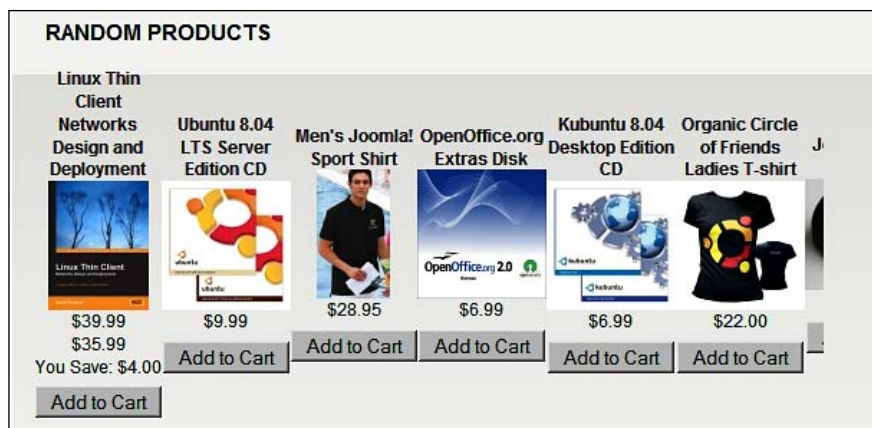 RANDOM PRODUCTS
Linux Thin
Client
Networks
Design and
Deployment
Linux Thin Client
$39.99
$35.99
You Save: $4.00
Add to Cart
Ubuntu 8.04
LTS Server
Edition CD
ubuntu
ubuntu
$9.99
Add to Cart
Men's Joomla!
Sport Shirt
$28.95
Add to Cart
OpenOffice.org
Extras Disk
OpenOffice.org 2.0
Extras
$6.99
Add to Cart
Kubuntu 8.04
Desktop Edition
CD
kubuntu
kubuntu
$6.99
Add to Cart
Organic Circle
of Friends
Ladies T-shirt
$22.00
Add to Cart